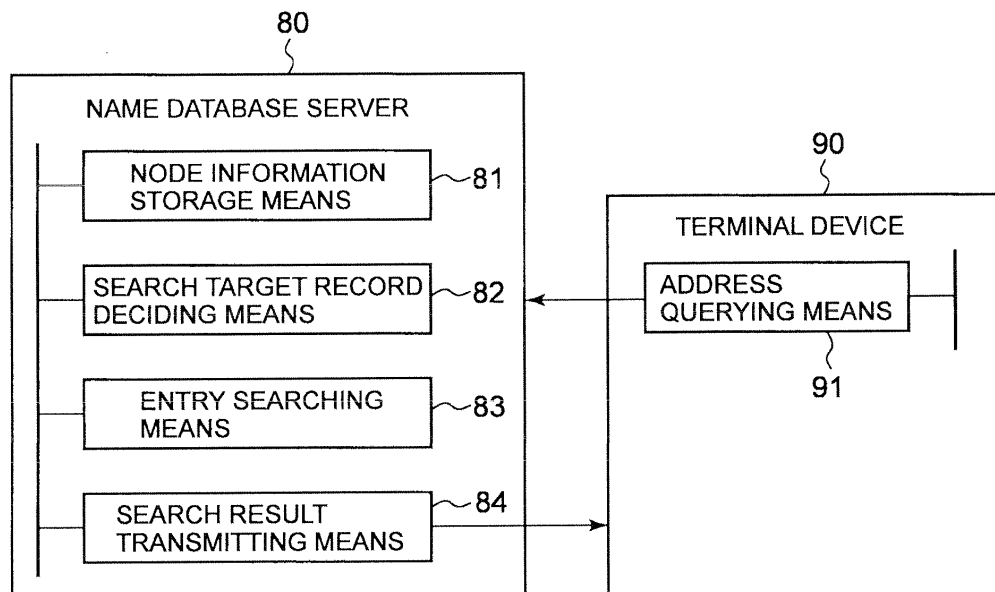 80
NAME DATABASE SERVER
NODE INFORMATION
STORAGE MEANS
81
SEARCH TARGET RECORD
DECIDING MEANS
82
ENTRY SEARCHING
MEANS
83
SEARCH RESULT
TRANSMITTING MEANS
84
90
TERMINAL DEVICE
ADDRESS
QUERYING MEANS
91